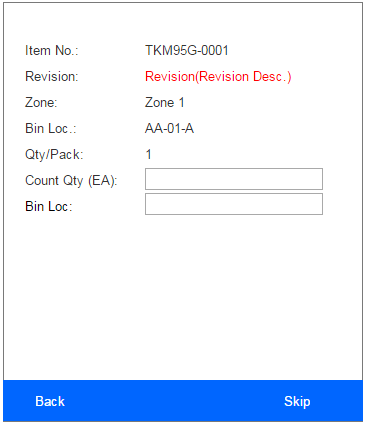 Item No.: TKM95G-0001
Revision: Revision(Revision Desc.)
Zone: Zone 1
Bin Loc.: AA-01-A
Qty/Pack: 1
Count Qty (EA):
Bin Loc:
Back Skip